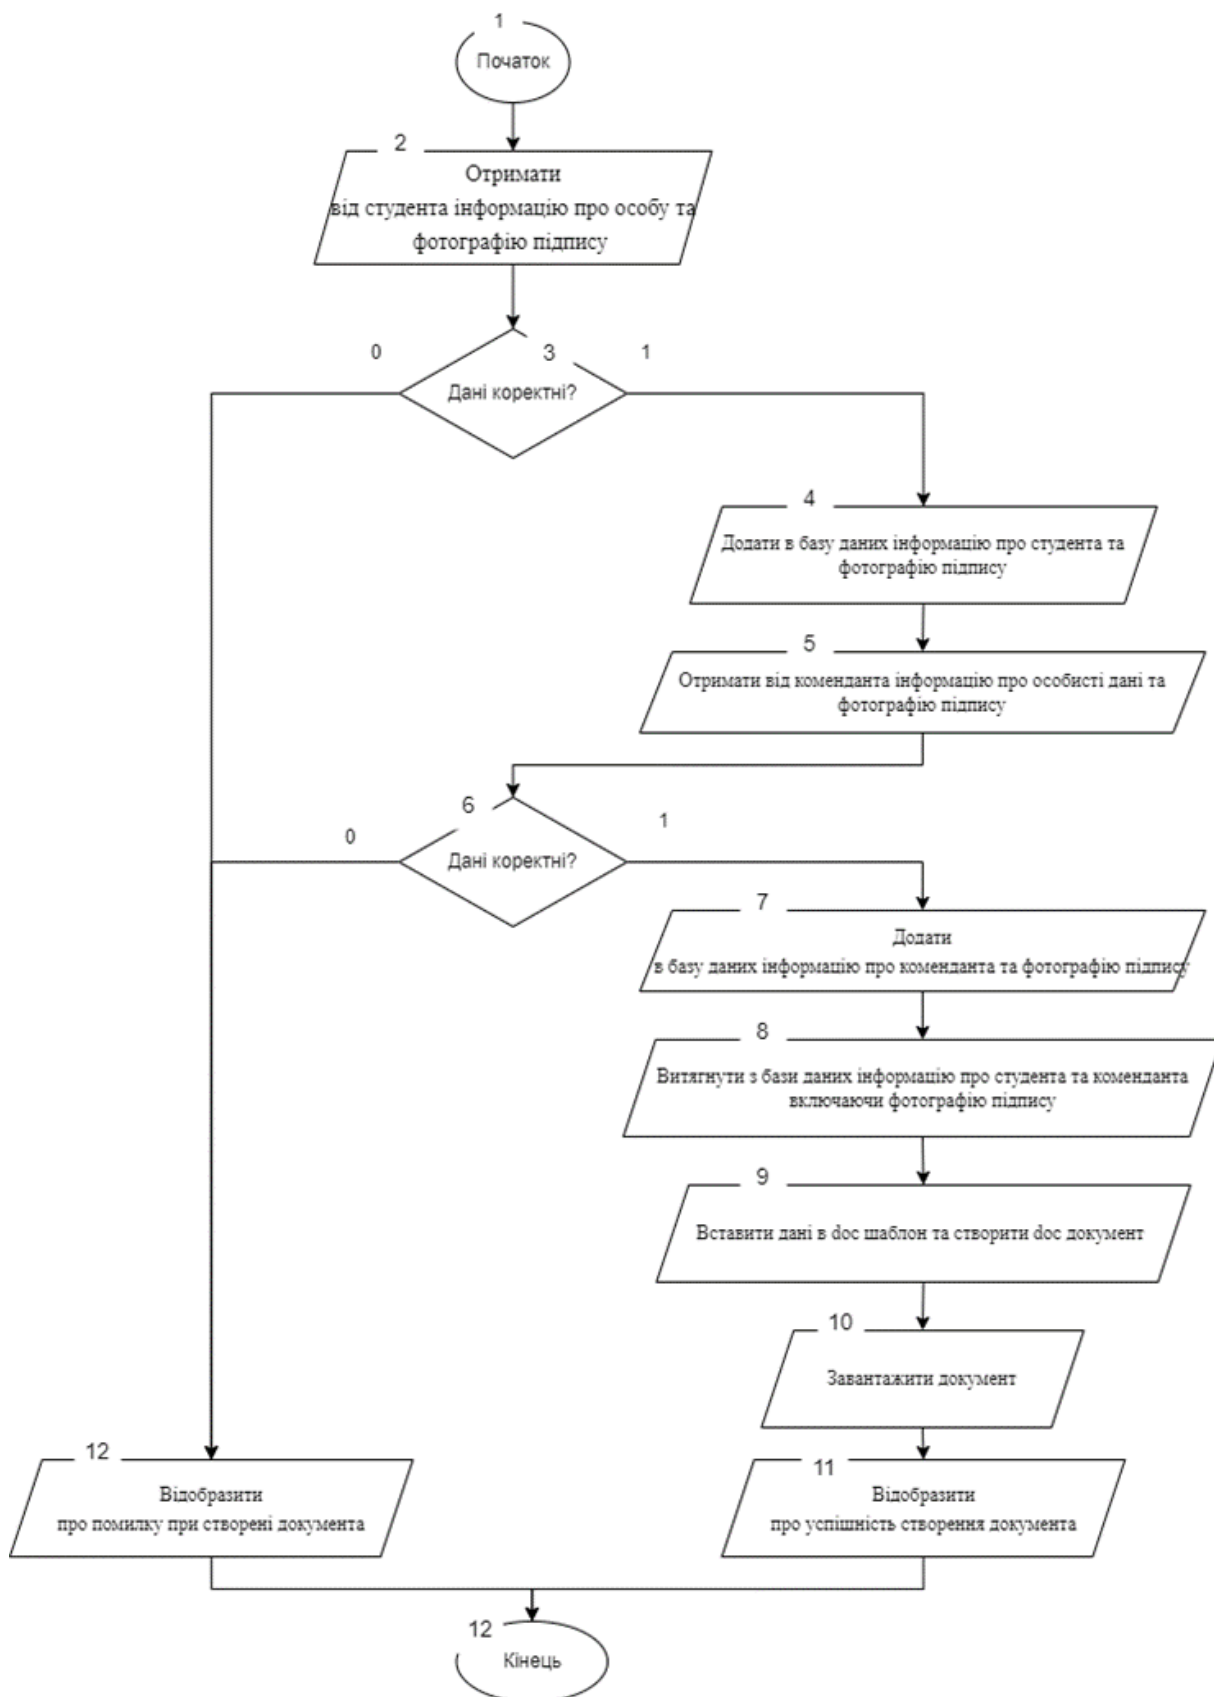 1
Початок
2
Отримати
від студента інформацію про особу та
фотографію підпису
0
3
1
Дані коректні?
4
Додати в базу даних інформацію про студента та
фотографію підпису
5
Отримати від коменданта інформацію про особисті дані та
фотографію підпису
6
0
1
Дані коректні?
7
Додати
в базу даних інформацію про коменданта та фотографію підпису
8
Витягнути з бази даних інформацію про студента та коменданта
включаючи фотографію підпису
9
Вставити дані в doc шаблон та створити doc документ
10
Завантажити документ
12
Відобразити
про помилку при створені документа
11
Відобразити
про успішність створення документа
12
Кінець